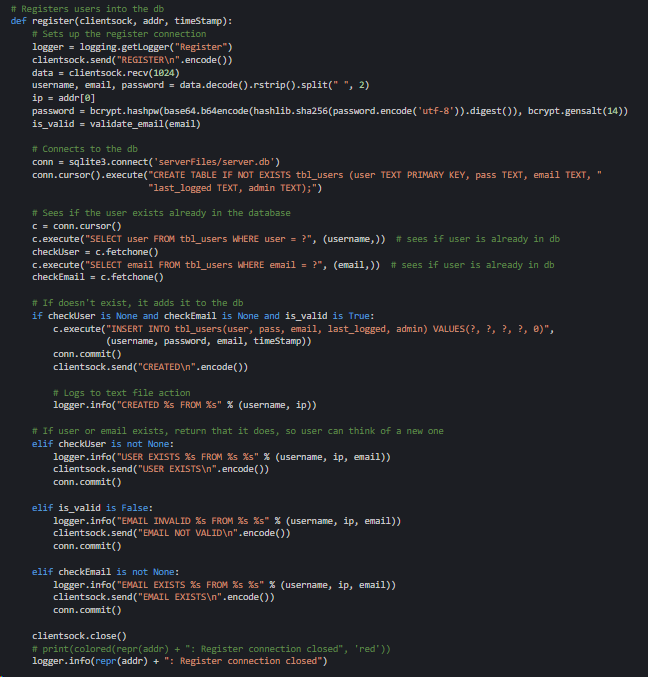 # Registers users into the db
def register(clientsock, addr, timeStamp):
    # Sets up the register connection
    logger = logging.getLogger("Register")
    clientsock.send("REGISTER\n".encode())
    data = clientsock.recv(1024)
    username, email, password = data.decode().rstrip().split(" ", 2)
    ip = addr[0]
    password = bcrypt.hashpw(base64.b64encode(hashlib.sha256(password.encode('utf-8')).digest()), bcrypt.gensalt(14))
    is_valid = validate_email(email)

    # Connects to the db
    conn = sqlite3.connect('serverFiles/server.db')
    conn.cursor().execute("CREATE TABLE IF NOT EXISTS tbl_users (user TEXT PRIMARY KEY, pass TEXT, email TEXT, "
                          "last_logged TEXT, admin TEXT);")

    # Sees if the user exists already in the database
    c = conn.cursor()
    c.execute("SELECT user FROM tbl_users WHERE user = ?", (username,))  # sees if user is already in db
    checkUser = c.fetchone()
    c.execute("SELECT email FROM tbl_users WHERE email = ?", (email,))  # sees if user is already in db
    checkEmail = c.fetchone()

    # If doesn't exist, it adds it to the db
    if checkUser is None and checkEmail is None and is_valid is True:
        c.execute("INSERT INTO tbl_users(user, pass, email, last_logged, admin) VALUES(?, ?, ?, ?, 0)",
                  (username, password, email, timeStamp))
        conn.commit()
        clientsock.send("CREATED\n".encode())

        # Logs to text file action
        logger.info("CREATED %s FROM %s" % (username, ip))

    # If user or email exists, return that it does, so user can think of a new one
    elif checkUser is not None:
        logger.info("USER EXISTS %s FROM %s %s" % (username, ip, email))
        clientsock.send("USER EXISTS\n".encode())
        conn.commit()

    elif is_valid is False:
        logger.info("EMAIL INVALID %s FROM %s %s" % (username, ip, email))
        clientsock.send("EMAIL NOT VALID\n".encode())
        conn.commit()

    elif checkEmail is not None:
        logger.info("EMAIL EXISTS %s FROM %s %s" % (username, ip, email))
        clientsock.send("EMAIL EXISTS\n".encode())
        conn.commit()

    clientsock.close()
    # print(colored(repr(addr) + ": Register connection closed", 'red'))
    logger.info(repr(addr) + ": Register connection closed")